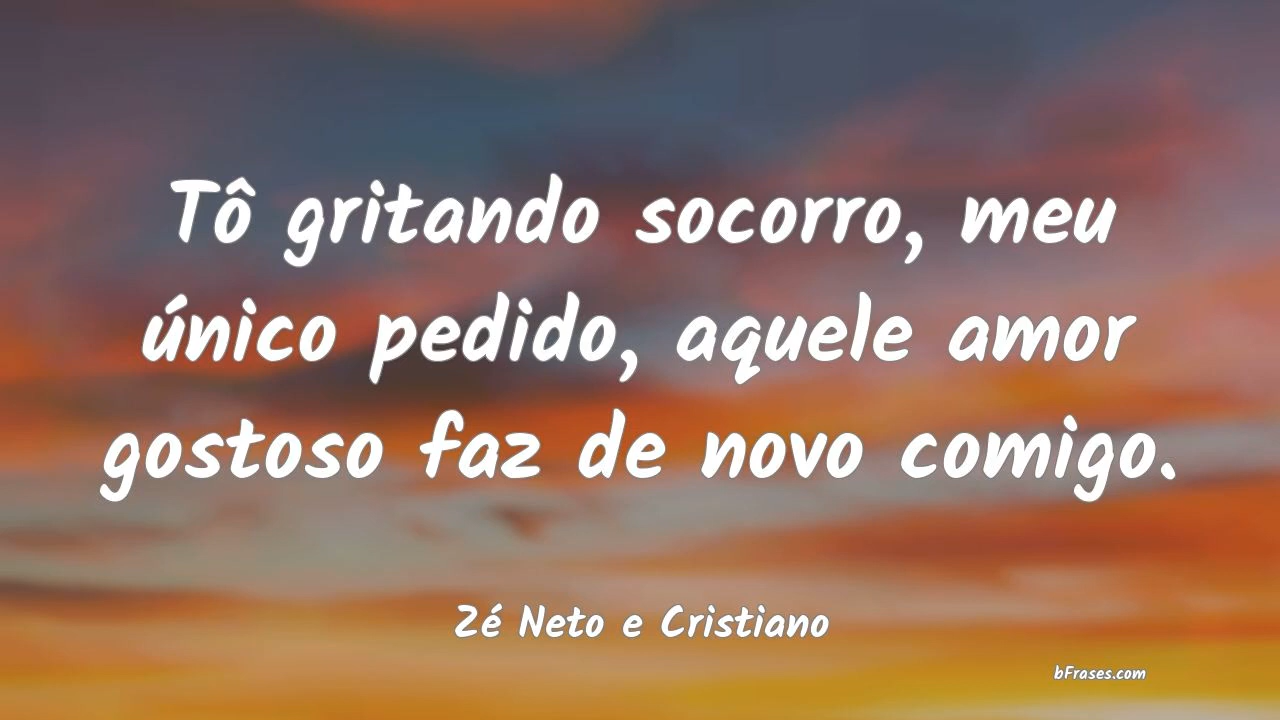 Tô gritando socorro, meu
único pedido, aquele amor
gostoso faz de novo comigo.
Zé Neto e Cristiano
bFrases.com